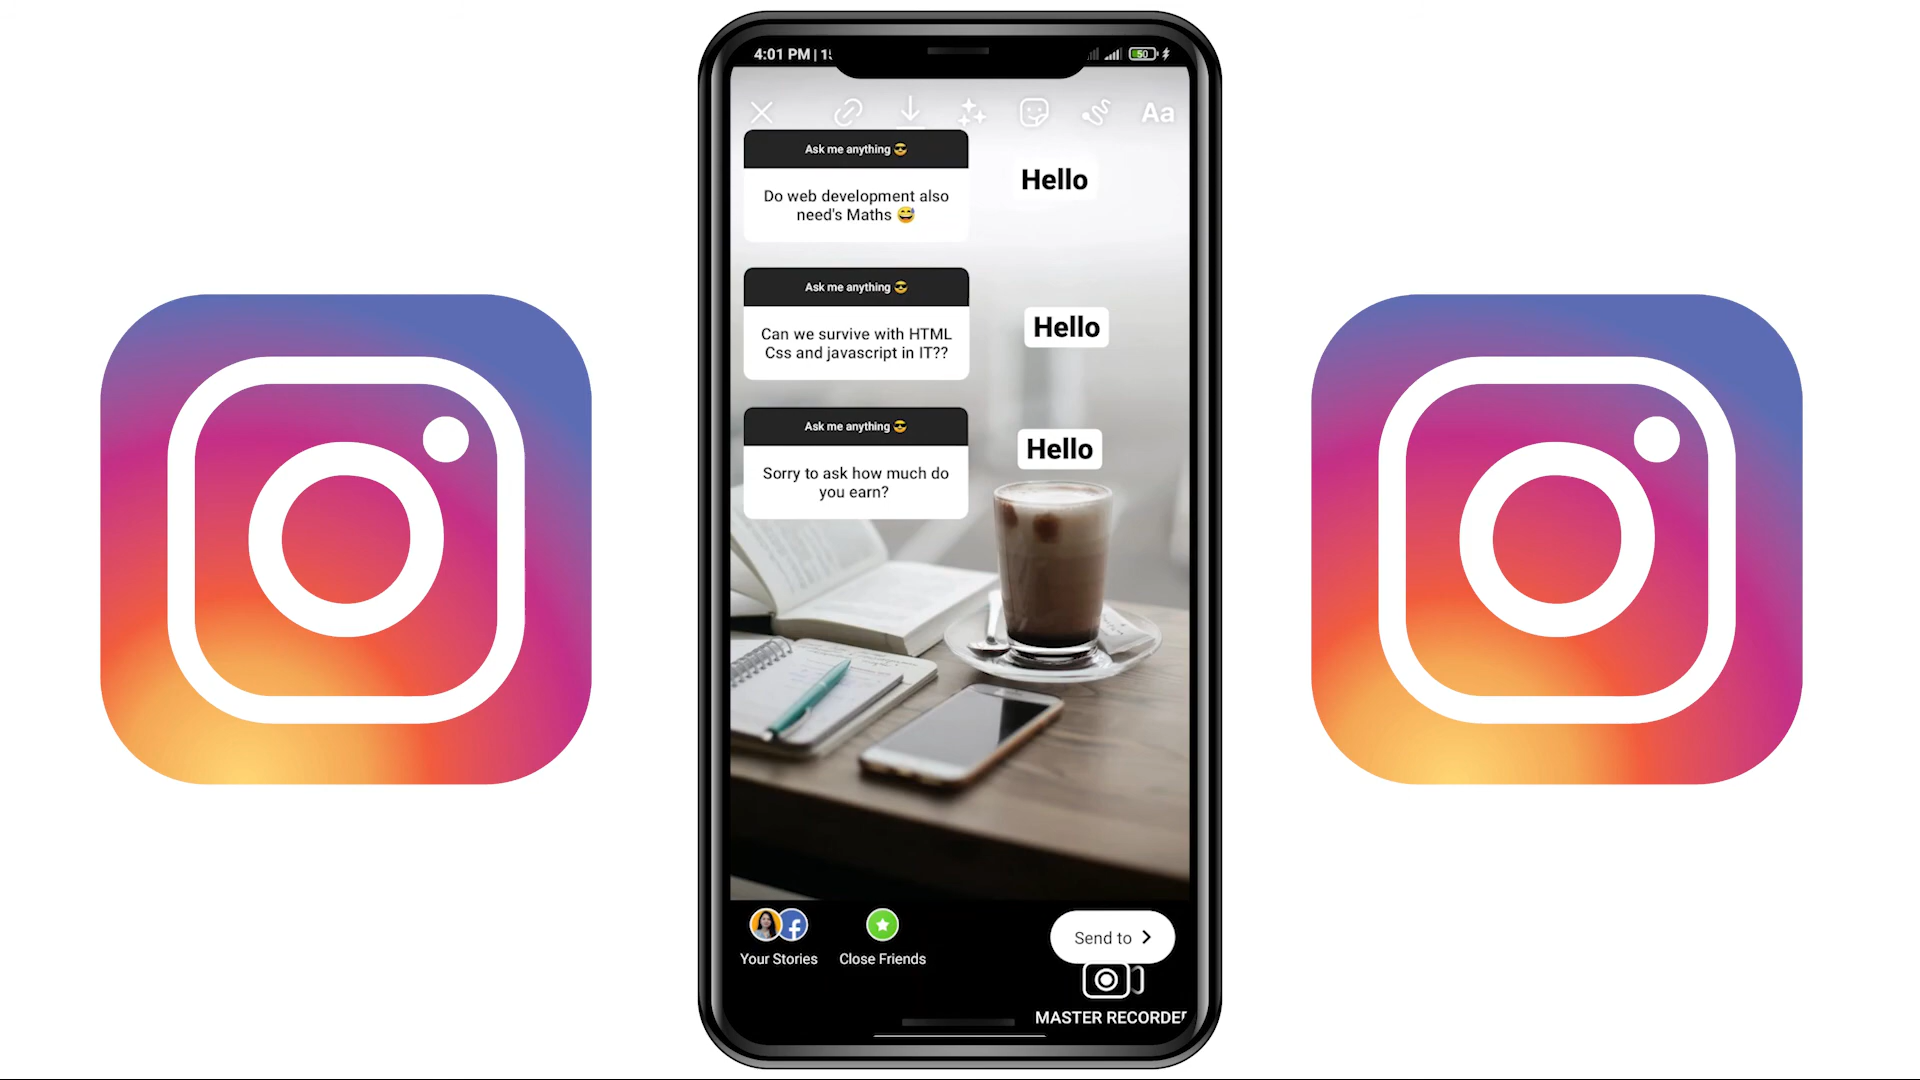 4:01 PM | 1
50
Aa
Ask me anything 😎
Do web development also
need's Maths 😅
Hello
Ask me anything 😎
Can we survive with HTML
Css and javascript in IT??
Hello
Ask me anything 😎
Sorry to ask how much do
you earn?
Hello
Your Stories
Close Friends
Send to
MASTER RECORDER